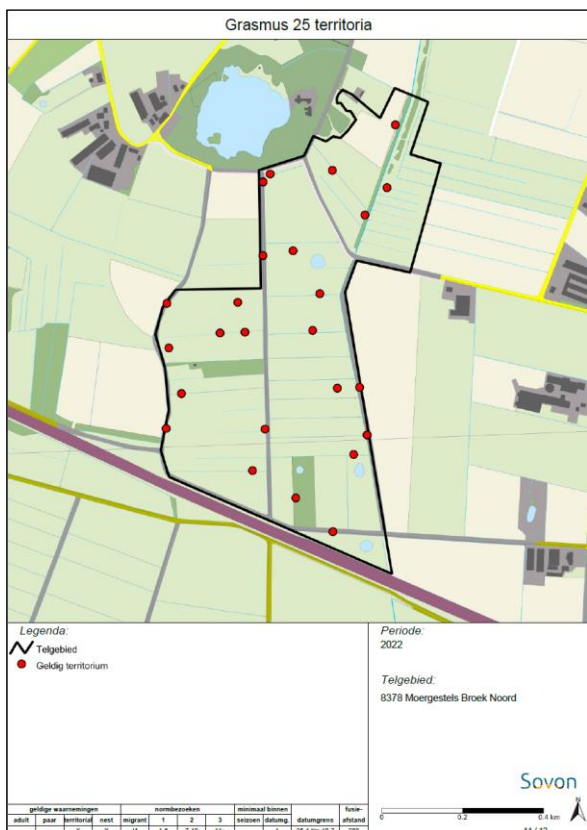 Grasmus 25 territoria
Legenda:
Telgebied
Geldig territorium
Periode:
2022
Telgebied:
8378 Moergestels Broek Noord
Sovon
0 0.2 0.4 km
N
geldige waarnemingen normbezoeken minimaal binnen fusie-
adult paar territorial nest migrant 1 2 3 seizoen datumg. datumgrens afstand